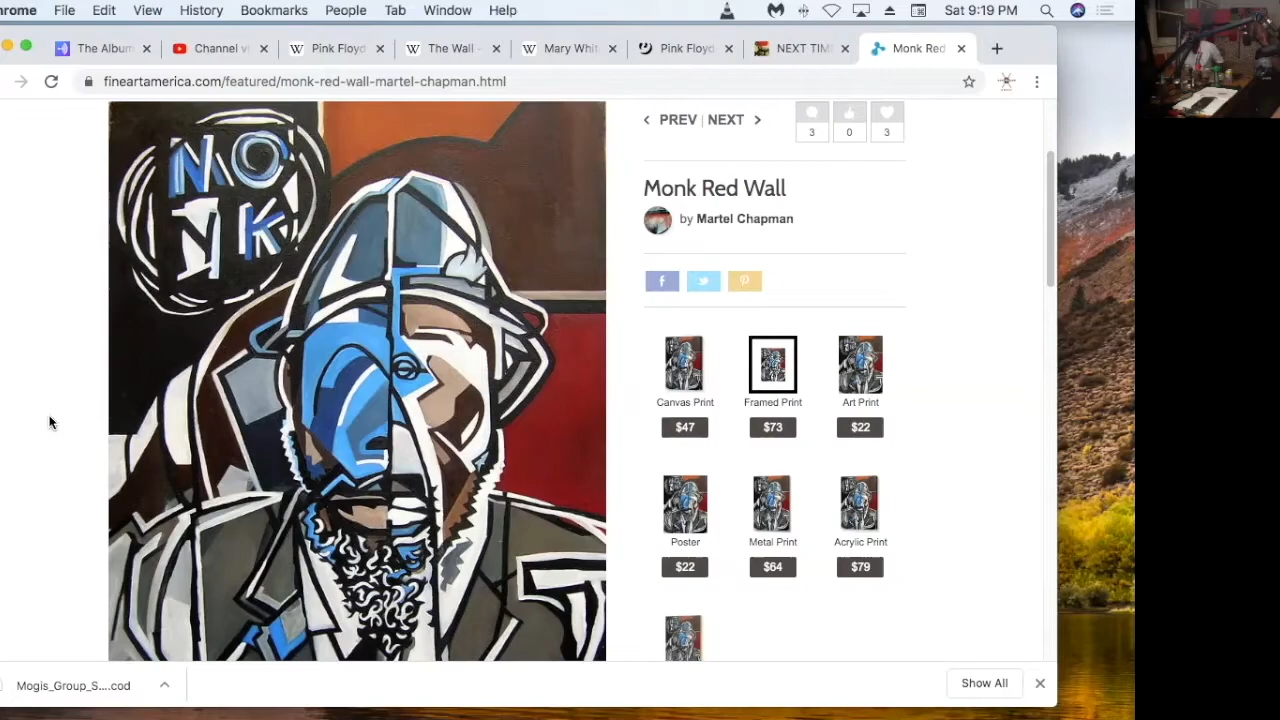 hrome File Edit View History Bookmarks People Tab Window Help Sat 9:19 PM
The Album Channel vi Pink Floyd The Wall - Mary Whit Pink Floyd NEXT TIM Monk Red
fineartamerica.com/featured/monk-red-wall-martel-chapman.html
PREV | NEXT
3 0 3
MO
NK
Monk Red Wall
by Martel Chapman
Canvas Print Framed Print Art Print
$47 $73 $22
Poster Metal Print Acrylic Print
$22 $64 $79
Mogis_Group_S....cod
Show All